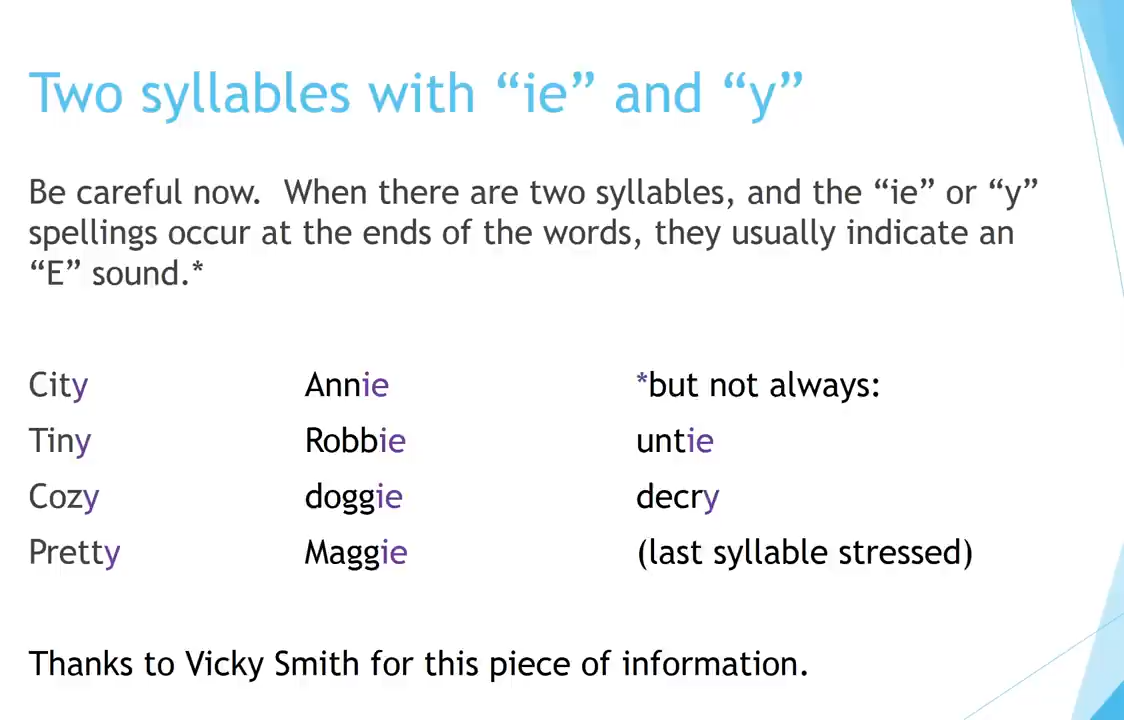 Two syllables with “ie” and “y”
Be careful now.  When there are two syllables, and the “ie” or “y”
spellings occur at the ends of the words, they usually indicate an
“E” sound.*
City Annie *but not always:
Tiny Robbie untie
Cozy doggie decry
Pretty Maggie (last syllable stressed)
Thanks to Vicky Smith for this piece of information.